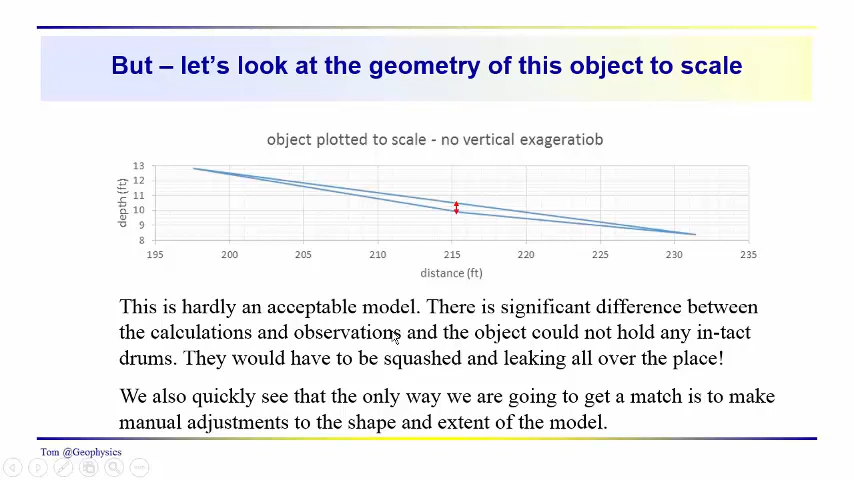 But – let's look at the geometry of this object to scale
object plotted to scale - no vertical exageratiob
depth (ft)
13
12
11
10
9
8
195 200 205 210 215 220 225 230 235
distance (ft)
This is hardly an acceptable model. There is significant difference between
the calculations and observations and the object could not hold any in-tact
drums. They would have to be squashed and leaking all over the place!
We also quickly see that the only way we are going to get a match is to make
manual adjustments to the shape and extent of the model.
Tom @Geophysics